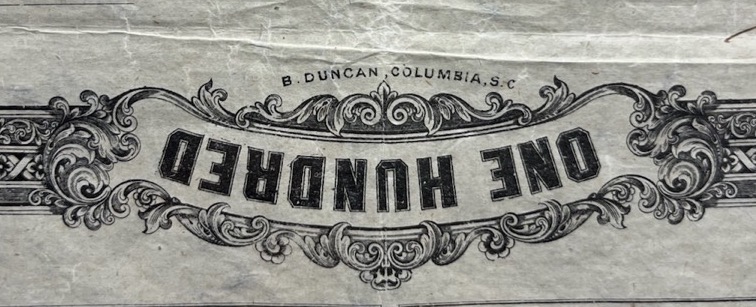 B. DUNCAN, COLUMBIA, S.C
ONE HUNDRED